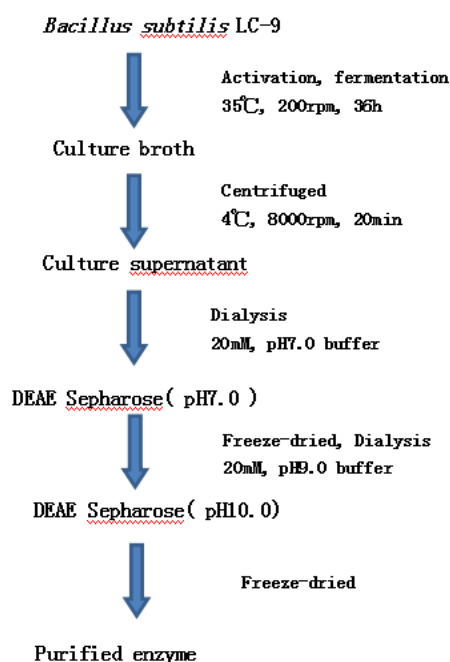 Bacillus subtilis LC-9
Activation, fermentation
35℃, 200rpm, 36h
Culture broth
Centrifuged
4℃, 8000rpm, 20min
Culture supernatant
Dialysis
20mM, pH7.0 buffer
DEAE Sepharose( pH7.0 )
Freeze-dried, Dialysis
20mM, pH9.0 buffer
DEAE Sepharose( pH10.0)
Freeze-dried
Purified enzyme